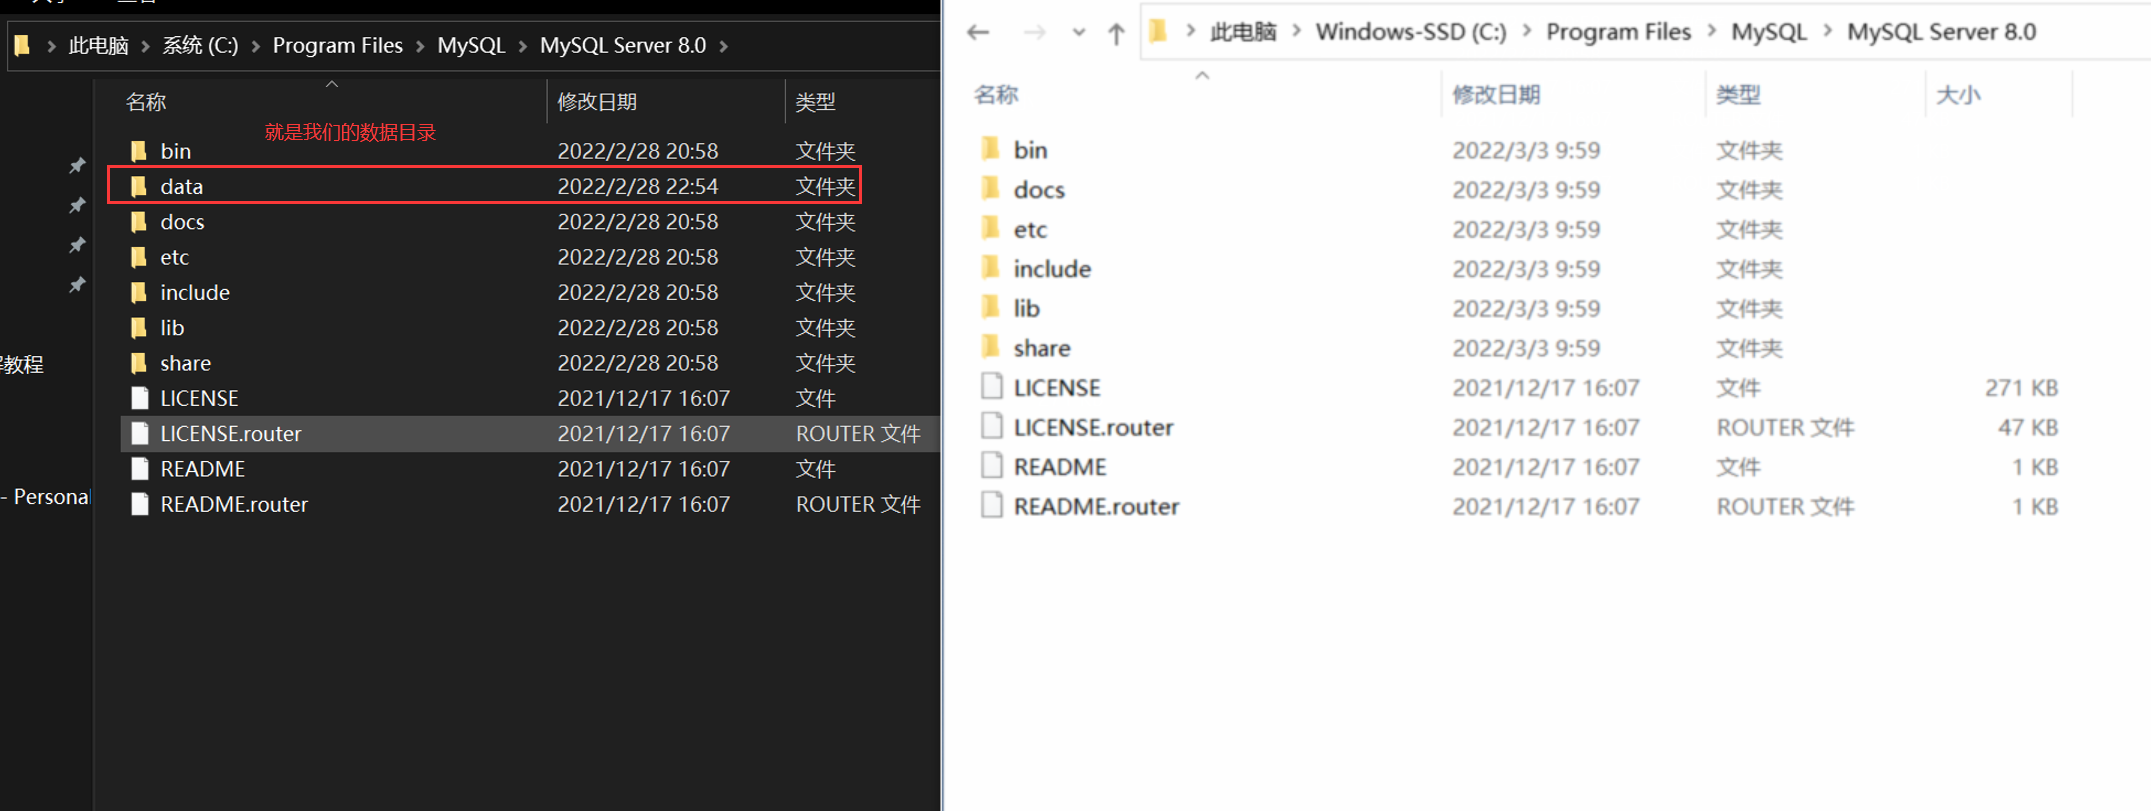 此电脑 > 系统 (C:) > Program Files > MySQL > MySQL Server 8.0 >
名称 修改日期 类型
就是我们的数据目录
bin 2022/2/28 20:58 文件夹
data 2022/2/28 22:54 文件夹
docs 2022/2/28 20:58 文件夹
etc 2022/2/28 20:58 文件夹
include 2022/2/28 20:58 文件夹
lib 2022/2/28 20:58 文件夹
share 2022/2/28 20:58 文件夹
LICENSE 2021/12/17 16:07 文件
LICENSE.router 2021/12/17 16:07 ROUTER 文件
README 2021/12/17 16:07 文件
README.router 2021/12/17 16:07 ROUTER 文件
教程
- Personal
此电脑 > Windows-SSD (C:) > Program Files > MySQL > MySQL Server 8.0
名称 修改日期 类型 大小
bin 2022/3/3 9:59 文件夹
docs 2022/3/3 9:59 文件夹
etc 2022/3/3 9:59 文件夹
include 2022/3/3 9:59 文件夹
lib 2022/3/3 9:59 文件夹
share 2022/3/3 9:59 文件夹
LICENSE 2021/12/17 16:07 文件 271 KB
LICENSE.router 2021/12/17 16:07 ROUTER 文件 47 KB
README 2021/12/17 16:07 文件 1 KB
README.router 2021/12/17 16:07 ROUTER 文件 1 KB